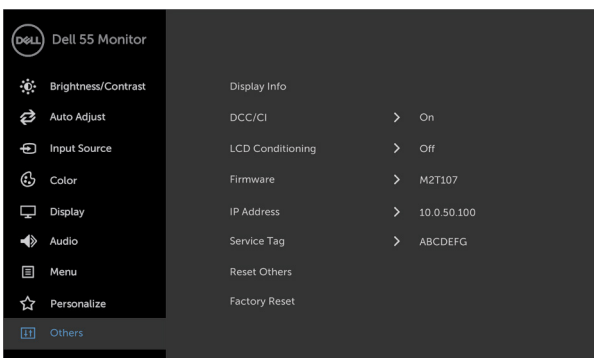 DELL Dell 55 Monitor
Brightness/Contrast
Auto Adjust
Input Source
Color
Display
Audio
Menu
Personalize
Others
Display Info
DCC/CI > On
LCD Conditioning > Off
Firmware > M2T107
IP Address > 10.0.50.100
Service Tag > ABCDEFG
Reset Others
Factory Reset